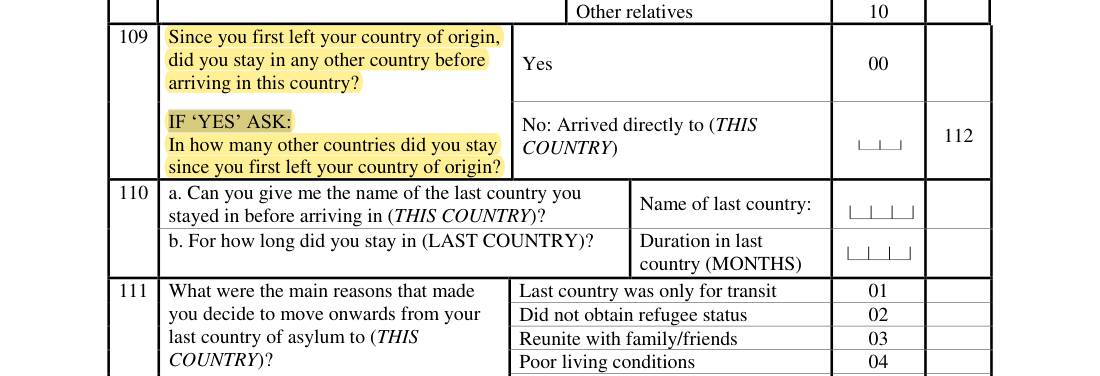 Other relatives 10
109 Since you first left your country of origin,
did you stay in any other country before
arriving in this country?
Yes 00
IF ‘YES’ ASK:
In how many other countries did you stay
since you first left your country of origin?
No: Arrived directly to (THIS
COUNTRY)
112
110 a. Can you give me the name of the last country you
stayed in before arriving in (THIS COUNTRY)?
Name of last country:
b. For how long did you stay in (LAST COUNTRY)?
Duration in last
country (MONTHS)
111 What were the main reasons that made
you decide to move onwards from your
last country of asylum to (THIS
COUNTRY)?
Last country was only for transit 01
Did not obtain refugee status 02
Reunite with family/friends 03
Poor living conditions 04